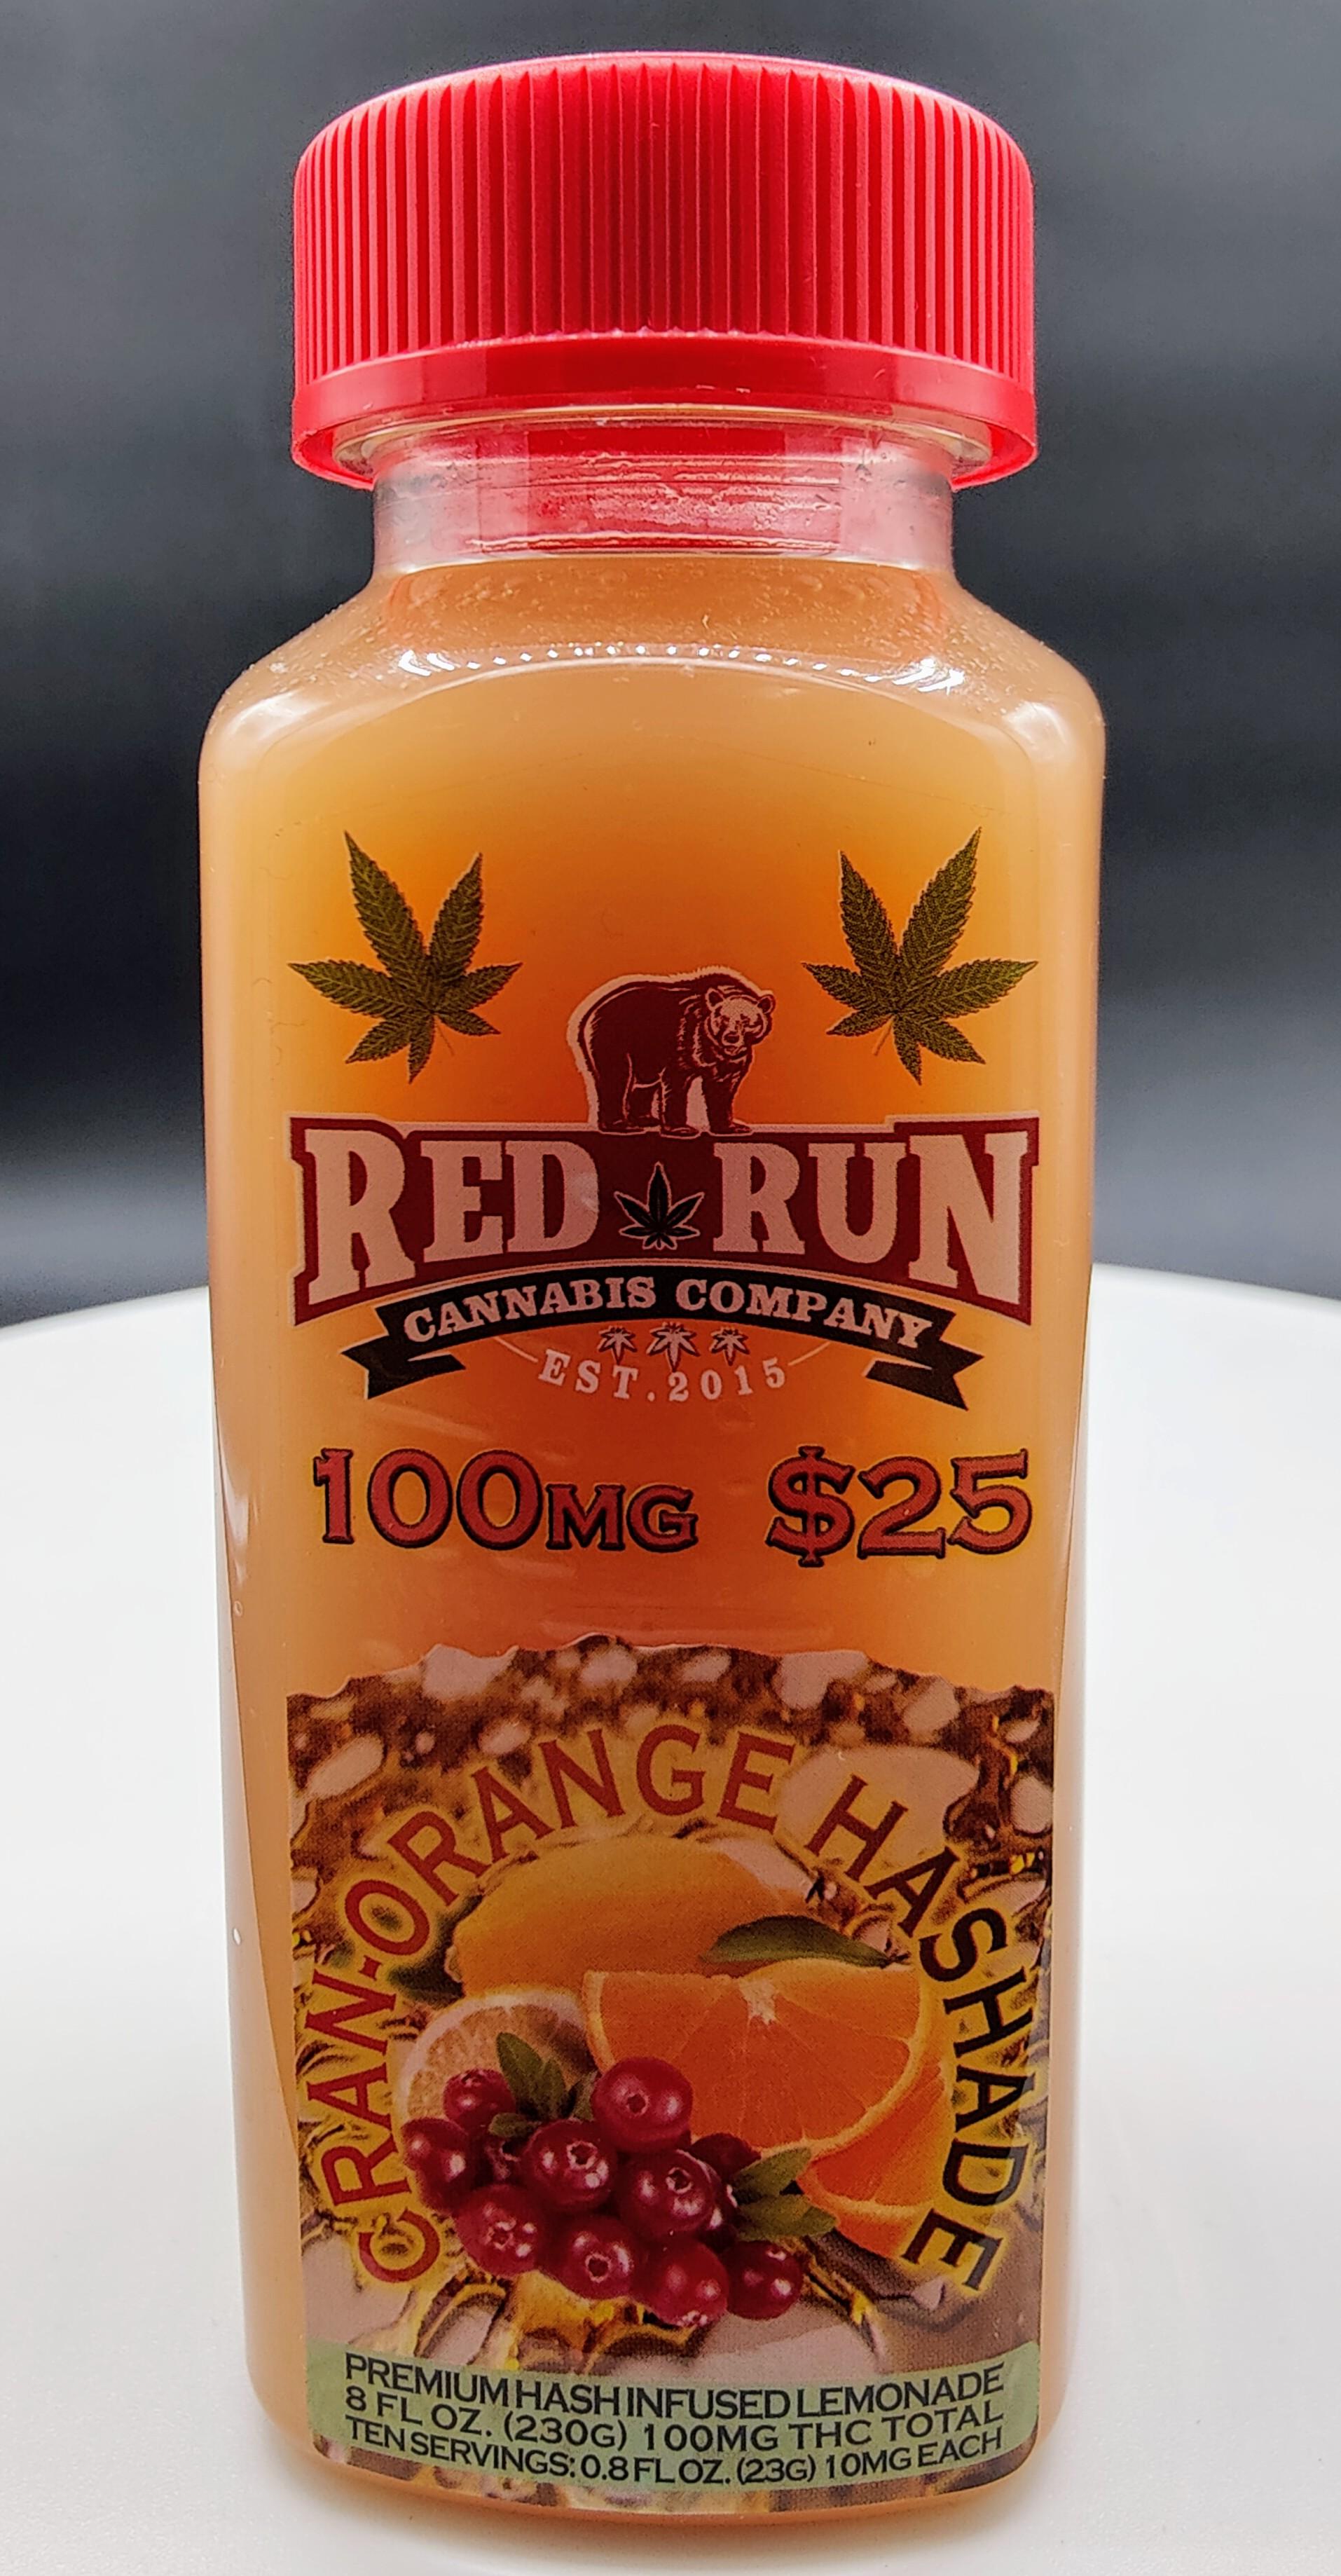 RED RUN
CANNABIS COMPANY
EST. 2015
100MG $25
CRAN-ORANGE HASHADE
PREMIUM HASH INFUSED LEMONADE
8 FL OZ. (230G) 100MG THC TOTAL
TEN SERVINGS: 0.8 FL OZ. (23G) 10MG EACH